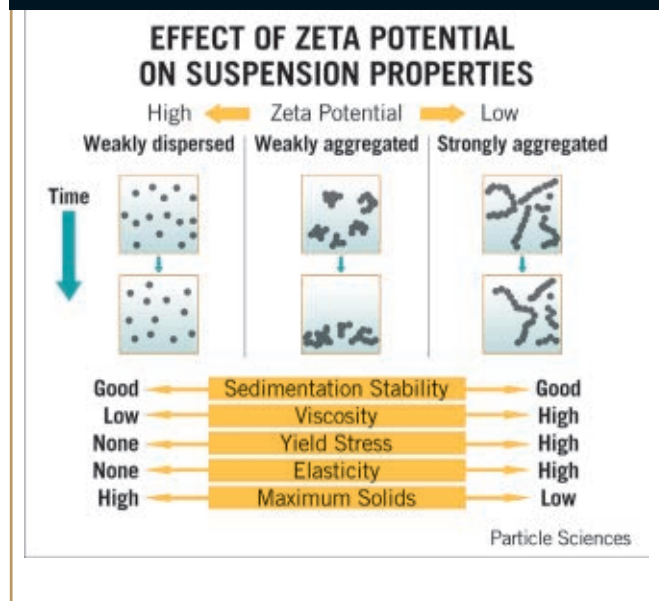 EFFECT OF ZETA POTENTIAL
ON SUSPENSION PROPERTIES
High Zeta Potential Low
Weakly dispersed Weakly aggregated Strongly aggregated
Time
Good Sedimentation Stability Good
Low Viscosity High
None Yield Stress High
None Elasticity High
High Maximum Solids Low
Particle Sciences